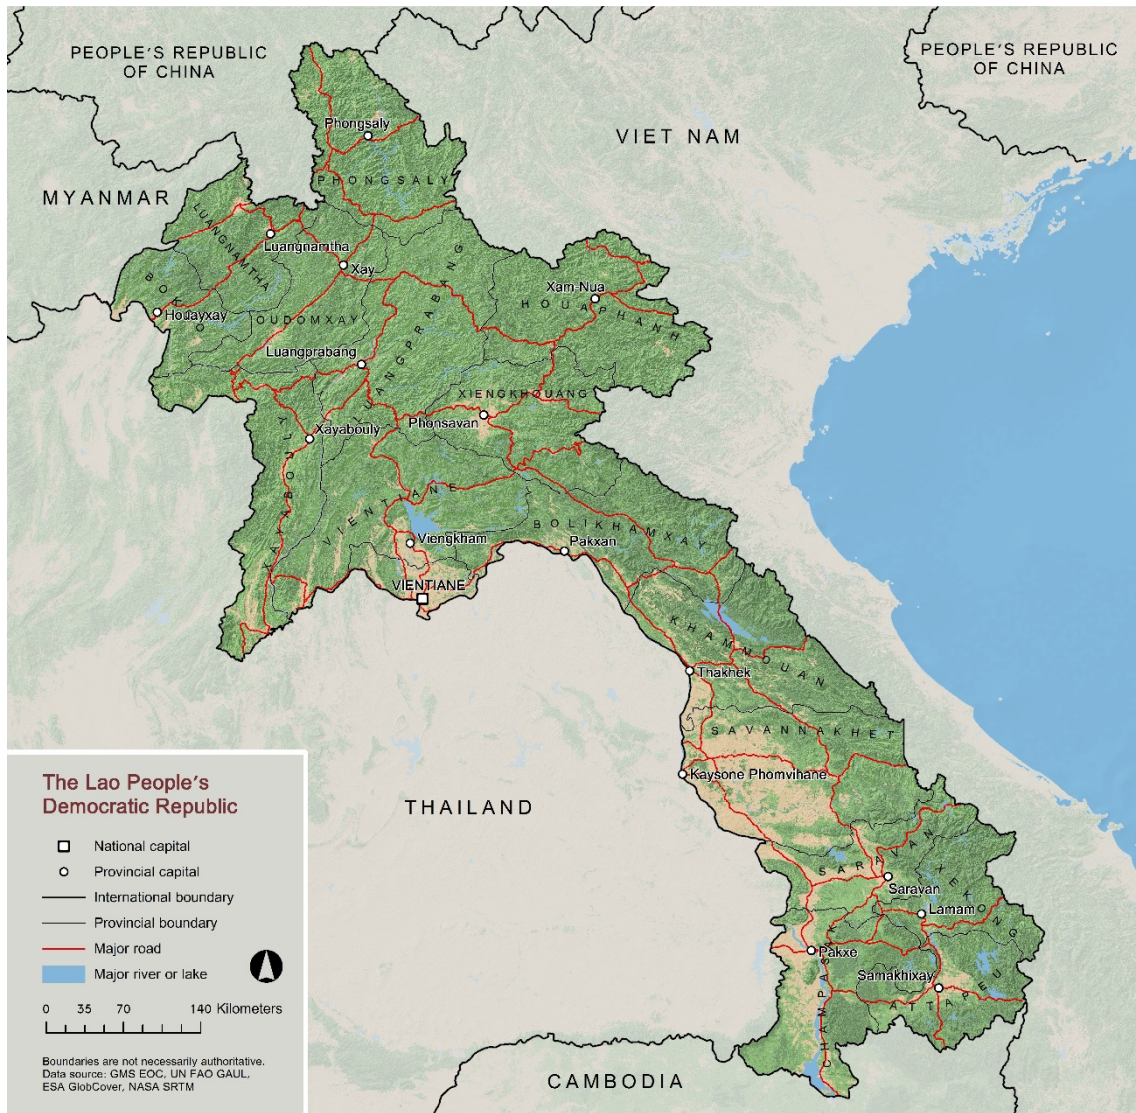 PEOPLE'S REPUBLIC
OF CHINA
PEOPLE'S REPUBLIC
OF CHINA
VIET NAM
MYANMAR
Phongsaly
PHONGSALY
LUANGNAMTHA
Luangnamtha
Xay
BOKEO
Houayxay
OUDOMXAY
LUANGPRABANG
Xam-Nua
HOUAPHANH
Luangprabang
XIENGKHOUANG
Phonsavan
Xayabouly
XAYABOULY
VIENTIANE
BOLIKHAMXAY
Viengkham
Pakxan
VIENTIANE
KHAMMOUAN
Thakhek
SAVANNAKHET
Kaysone Phomvihane
THAILAND
SARAVAN
XEKONG
Saravan
Lamam
Pakxe
CHAMPASAK
Samakhixay
ATTAPEU
CAMBODIA
The Lao People's
Democratic Republic
National capital
Provincial capital
International boundary
Provincial boundary
Major road
Major river or lake
0 35 70 140 Kilometers
Boundaries are not necessarily authoritative.
Data source: GMS EOC, UN FAO GAUL,
ESA GlobCover, NASA SRTM